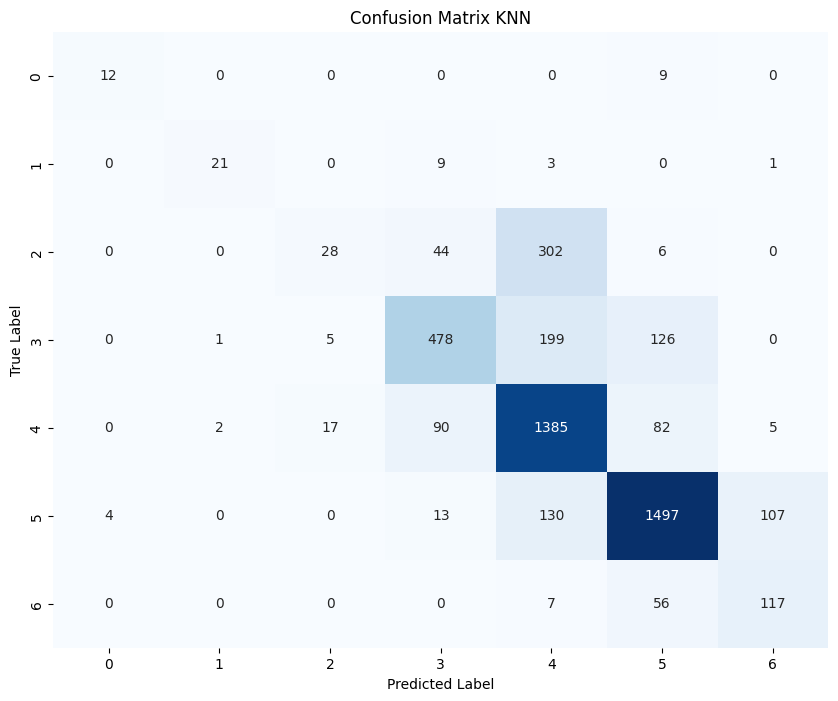 Confusion Matrix KNN
True Label
0 12 0 0 0 0 9 0
1 0 21 0 9 3 0 1
2 0 0 28 44 302 6 0
3 0 1 5 478 199 126 0
4 0 2 17 90 1385 82 5
5 4 0 0 13 130 1497 107
6 0 0 0 0 7 56 117
0 1 2 3 4 5 6
Predicted Label